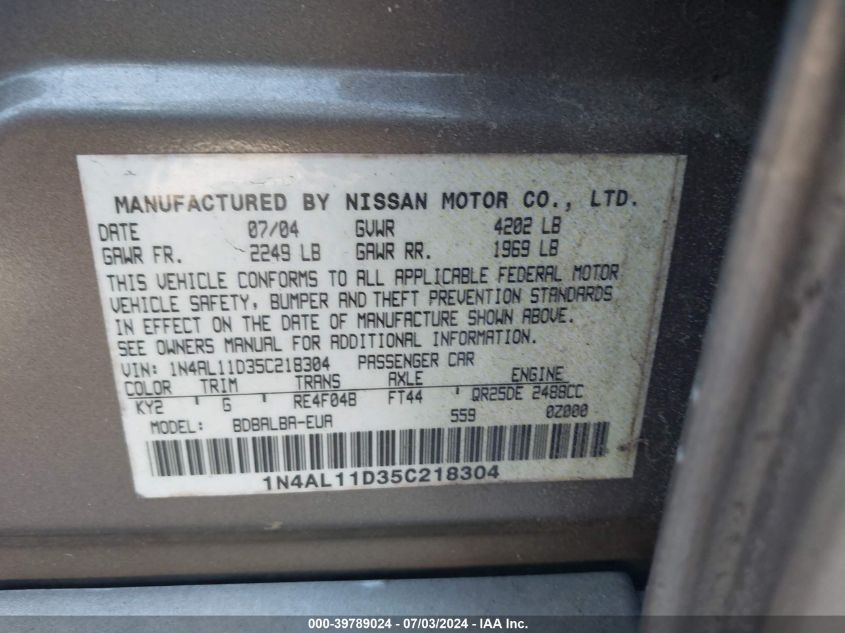 MANUFACTURED BY NISSAN MOTOR CO., LTD.
DATE 07/04 GVWR 4202 LB
GAWR FR. 2249 LB GAWR RR. 1969 LB
THIS VEHICLE CONFORMS TO ALL APPLICABLE FEDERAL MOTOR
VEHICLE SAFETY, BUMPER AND THEFT PREVENTION STANDARDS
IN EFFECT ON THE DATE OF MANUFACTURE SHOWN ABOVE.
SEE OWNERS MANUAL FOR ADDITIONAL INFORMATION.
VIN: 1N4AL11D35C218304 PASSENGER CAR
COLOR TRIM TRANS AXLE ENGINE
KY2 ' G ' RE4F04B FT44 ' QR25DE 2488CC
MODEL: BDBALBA-EUA 559 0Z000
1N4AL11D35C218304
000-39789024 - 07/03/2024 - IAA Inc.